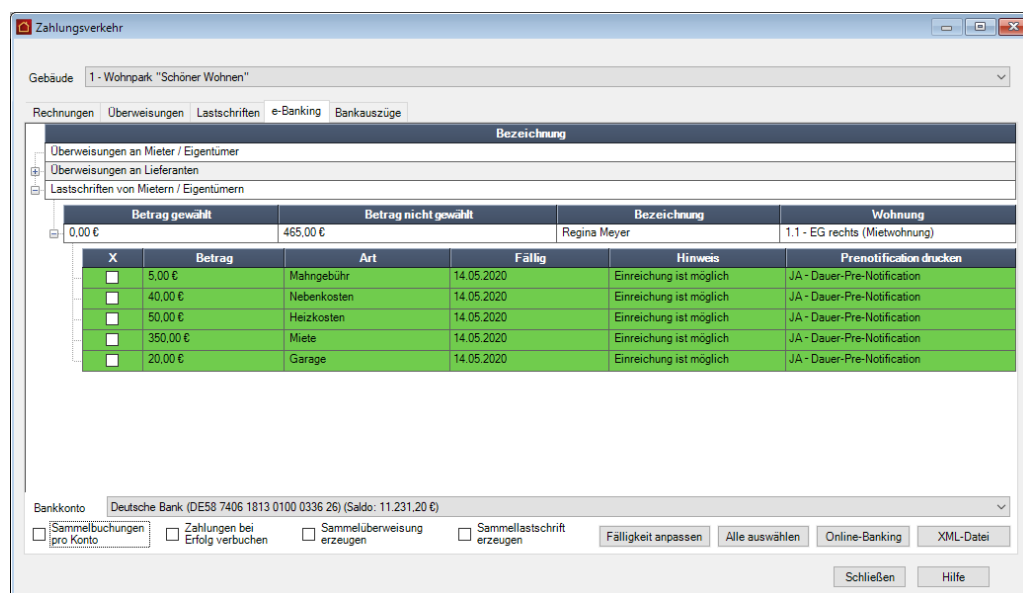 Zahlungsverkehr
Gebäude 1 - Wohnpark "Schöner Wohnen"
Rechnungen Überweisungen Lastschriften e-Banking Bankauszüge
Bezeichnung
Überweisungen an Mieter / Eigentümer
Überweisungen an Lieferanten
Lastschriften von Mietern / Eigentümern
Betrag gewählt Betrag nicht gewählt Bezeichnung Wohnung
0,00 € 465,00 € Regina Meyer 1.1 - EG rechts (Mietwohnung)
X Betrag Art Fällig Hinweis Prenotification drucken
5,00 € Mahngebühr 14.05.2020 Einreichung ist möglich JA - Dauer-Pre-Notification
40,00 € Nebenkosten 14.05.2020 Einreichung ist möglich JA - Dauer-Pre-Notification
50,00 € Heizkosten 14.05.2020 Einreichung ist möglich JA - Dauer-Pre-Notification
350,00 € Miete 14.05.2020 Einreichung ist möglich JA - Dauer-Pre-Notification
20,00 € Garage 14.05.2020 Einreichung ist möglich JA - Dauer-Pre-Notification
Bankkonto Deutsche Bank (DE58 7406 1813 0100 0336 26) (Saldo: 11.231,20 €)
Sammelbuchungen pro Konto Zahlungen bei Erfolg verbuchen Sammelüberweisung erzeugen Sammellastschrift erzeugen Fälligkeit anpassen Alle auswählen Online-Banking XML-Datei
Schließen Hilfe